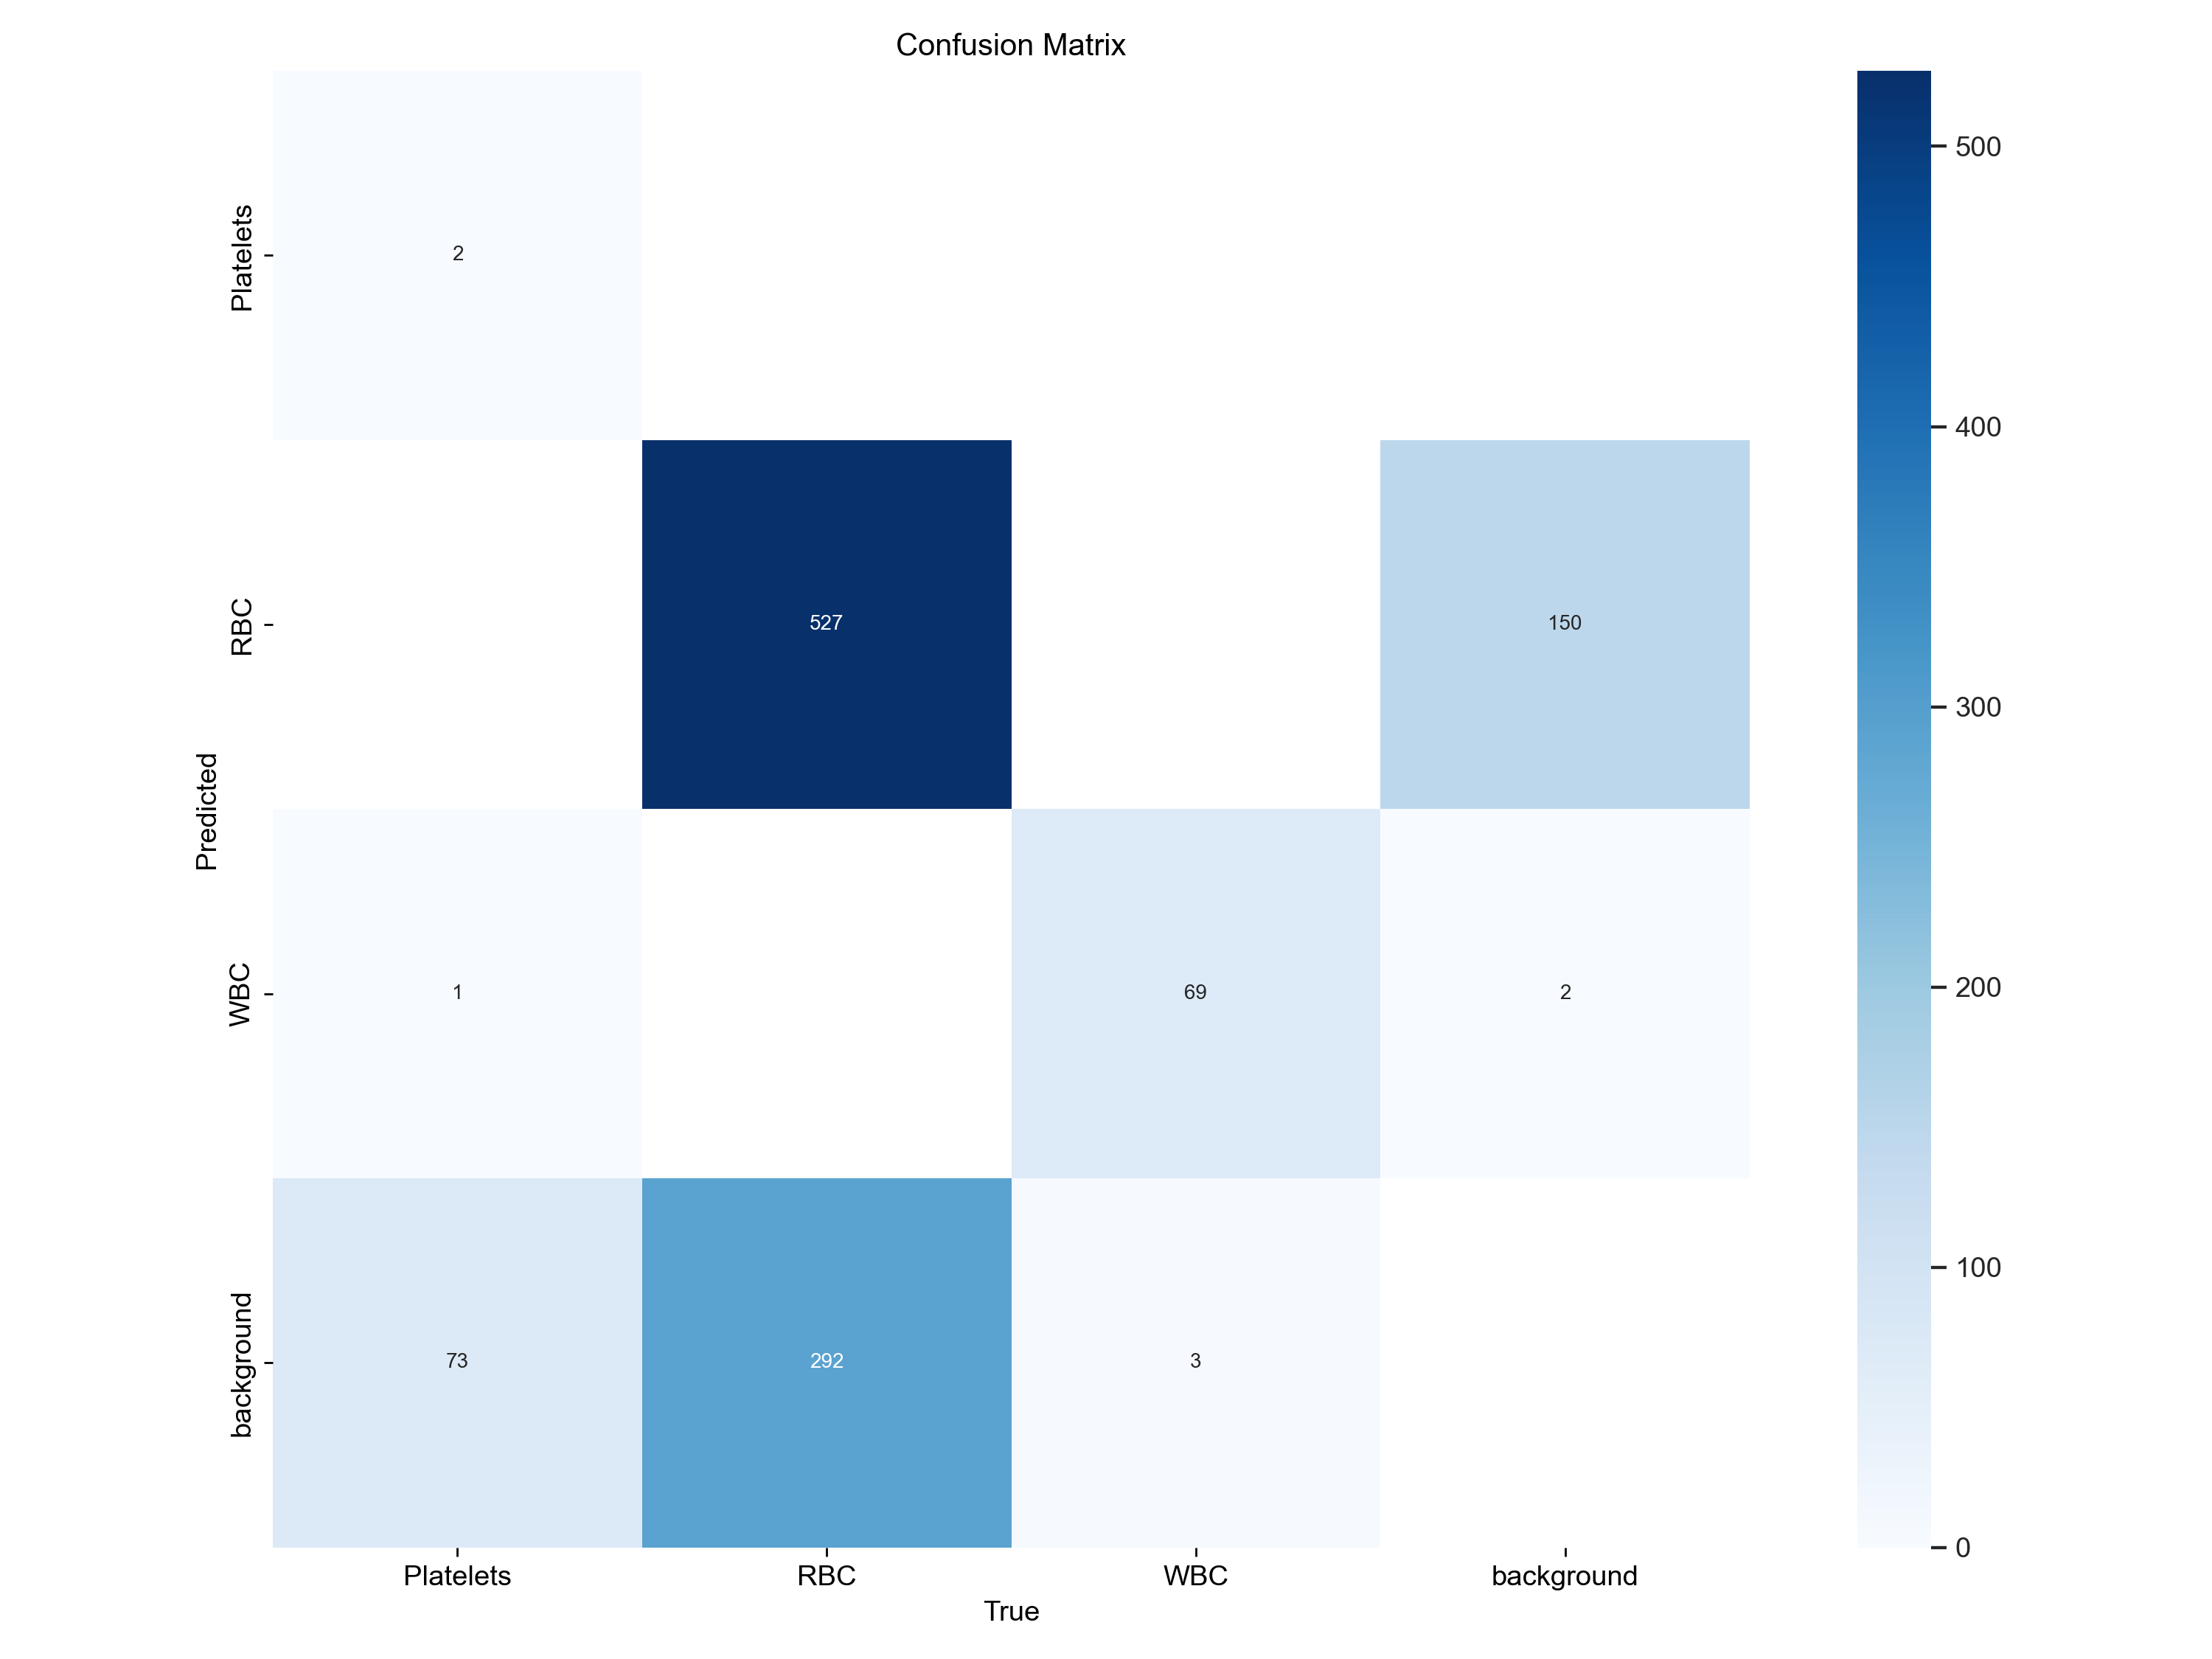 Confusion Matrix
Platelets
RBC
WBC
background
Predicted
2
527
150
1
69
2
73
292
3
Platelets
RBC
WBC
background
True
500
400
300
200
100
0